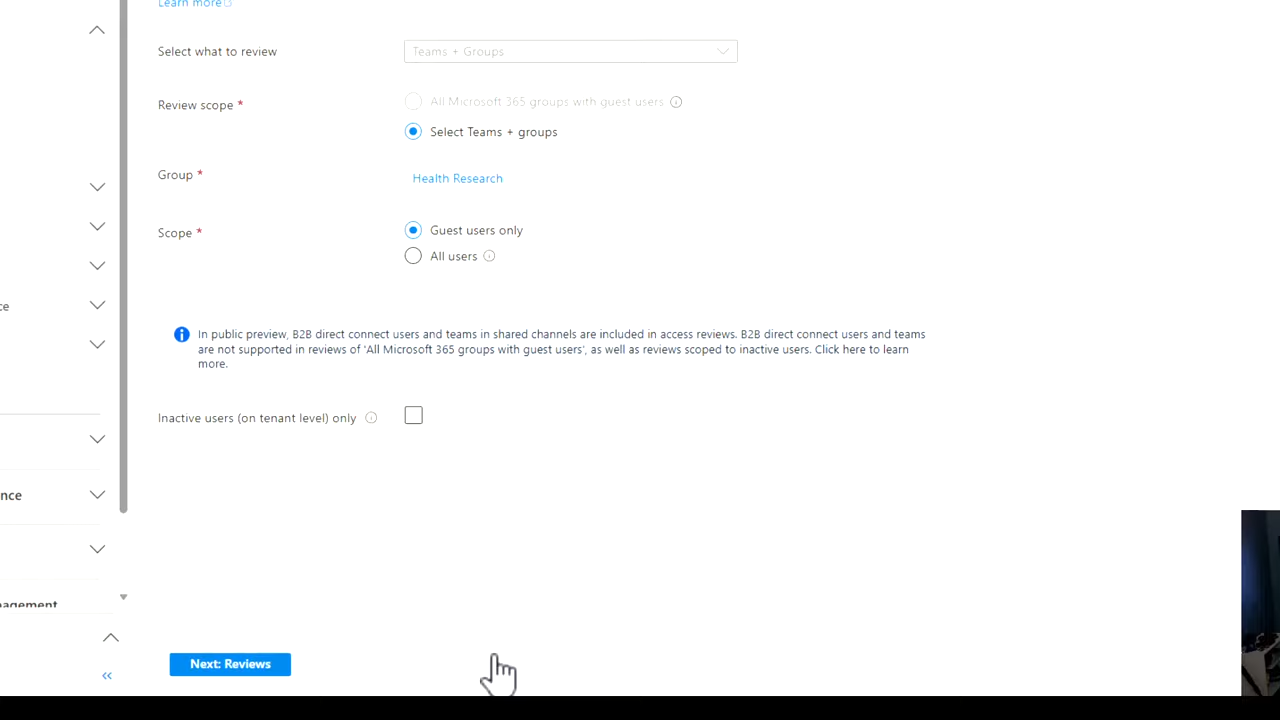 Learn more
Select what to review
Teams + Groups
Review scope *
All Microsoft 365 groups with guest users
Select Teams + groups
Group *
Health Research
Scope *
Guest users only
All users
In public preview, B2B direct connect users and teams in shared channels are included in access reviews. B2B direct connect users and teams
are not supported in reviews of 'All Microsoft 365 groups with guest users', as well as reviews scoped to inactive users. Click here to learn
more.
Inactive users (on tenant level) only
ce
nce
nagement
Next: Reviews